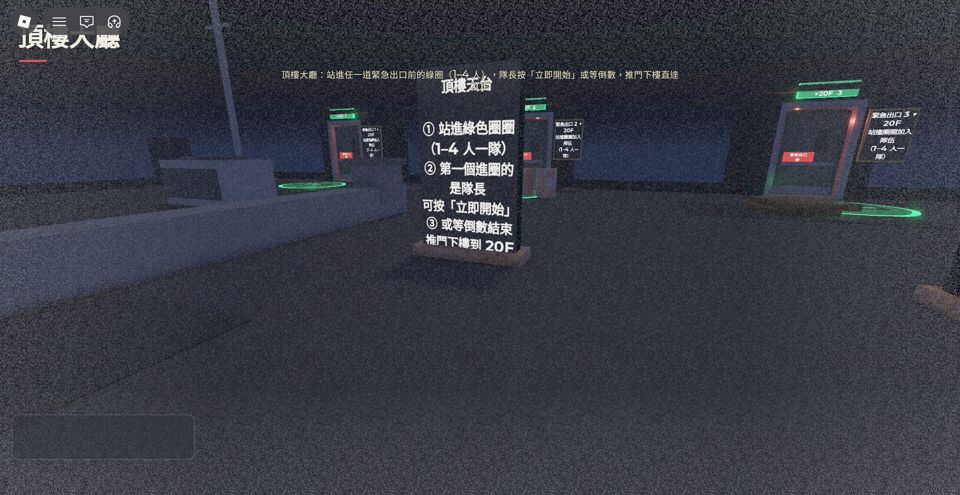 頂樓大廳
頂樓大廳：站進任一道緊急出口前的綠圈（1–4 人），隊長按「立即開始」或等倒數，推門下樓直達
頂樓天台
① 站進綠色圈圈
（1–4 人一隊）
② 第一個進圈的
是隊長
可按「立即開始」
③ 或等倒數結束
推門下樓到 20F
緊急出口 2
20F
站進圈圈加入
隊伍
（1–4 人一
隊）
20F 3
緊急出口 3
20F
站進圈圈加入
隊伍
（1–4 人一
隊）